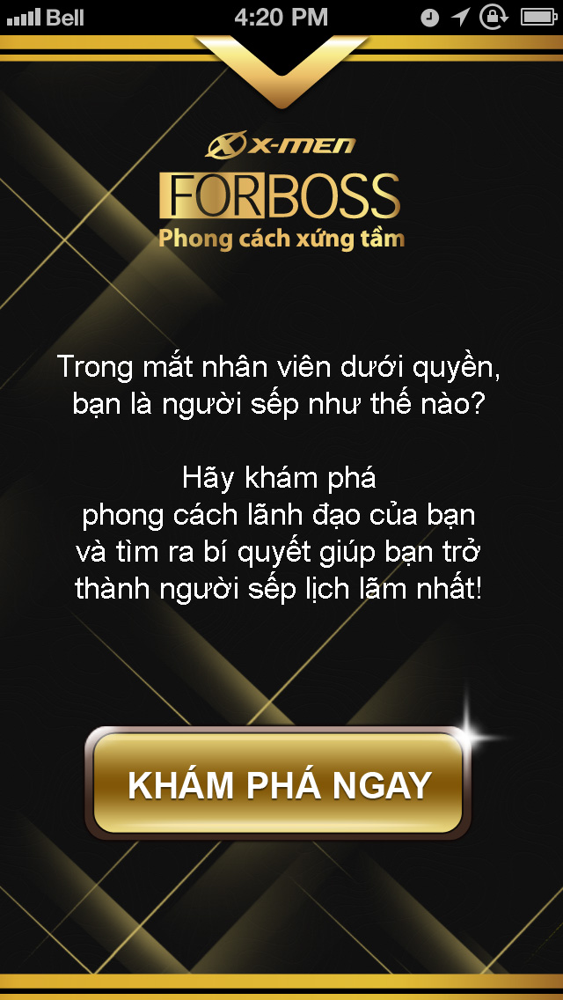 Bell 4:20 PM
X-MEN
FORBOSS
Phong cách xứng tầm
Trong mắt nhân viên dưới quyền,
bạn là người sếp như thế nào?
Hãy khám phá
phong cách lãnh đạo của bạn
và tìm ra bí quyết giúp bạn trở
thành người sếp lịch lãm nhất!
KHÁM PHÁ NGAY